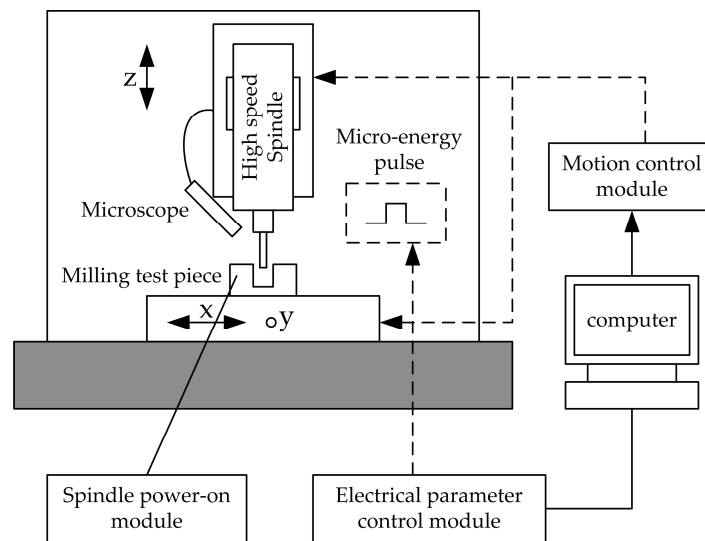 z
High speed
Spindle
Micro-energy
pulse
Motion control
module
Microscope
Milling test piece
x
y
computer
Spindle power-on
module
Electrical parameter
control module